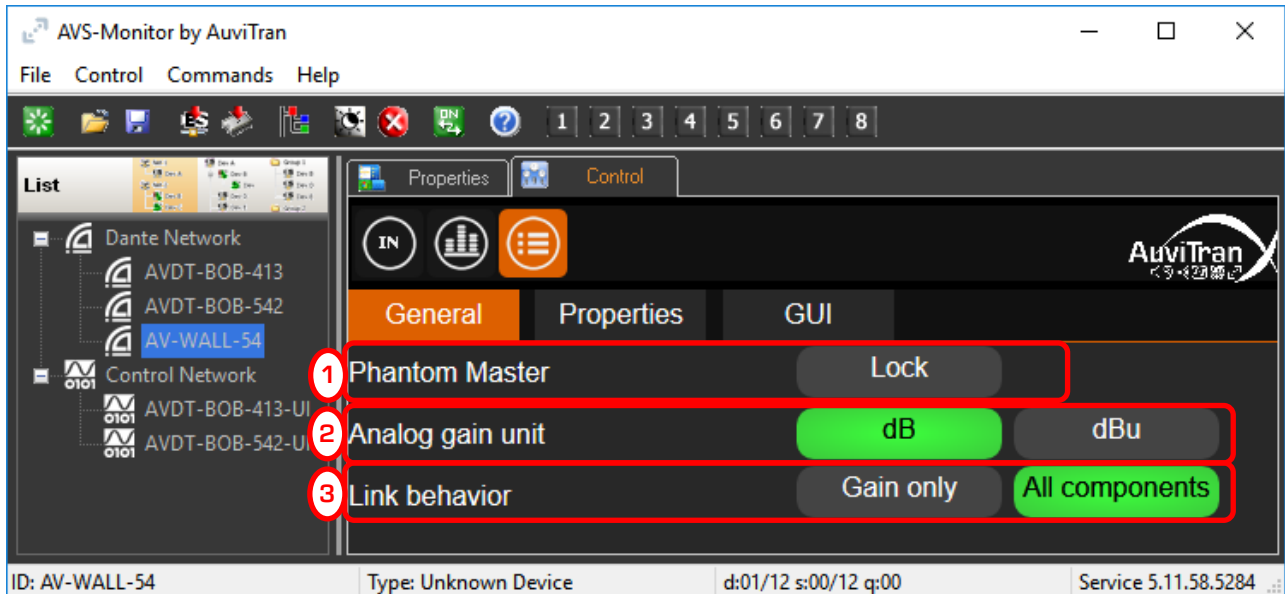 AVS-Monitor by AuviTran
File Control Commands Help
1 2 3 4 5 6 7 8
List
Properties Control
Dante Network
AVDT-BOB-413
AVDT-BOB-542
AV-WALL-54
Control Network
AVDT-BOB-413-UI
AVDT-BOB-542-U
IN
AuviTran
General Properties GUI
1 Phantom Master Lock
2 Analog gain unit dB dBu
3 Link behavior Gain only All components
ID: AV-WALL-54 Type: Unknown Device d:01/12 s:00/12 q:00 Service 5.11.58.5284